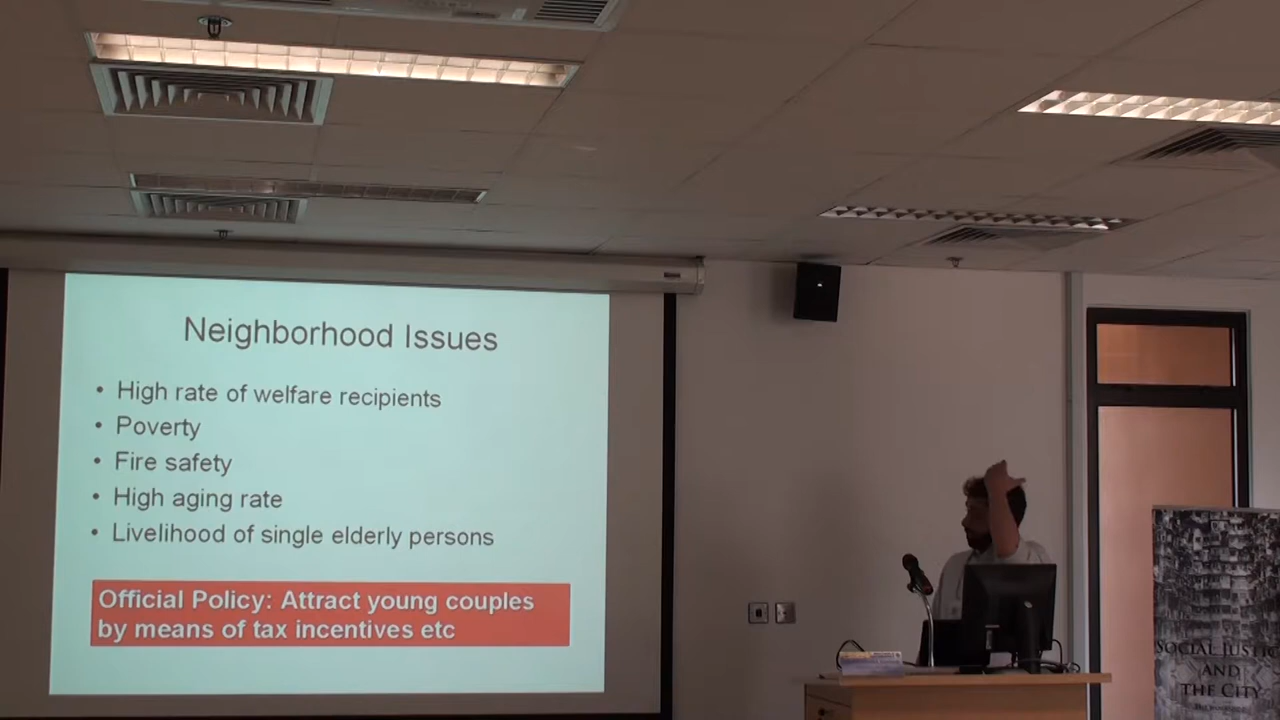 Neighborhood Issues
• High rate of welfare recipients
• Poverty
• Fire safety
• High aging rate
• Livelihood of single elderly persons
Official Policy: Attract young couples
by means of tax incentives etc
SOCIAL JUSTIC
AND
THE CITY